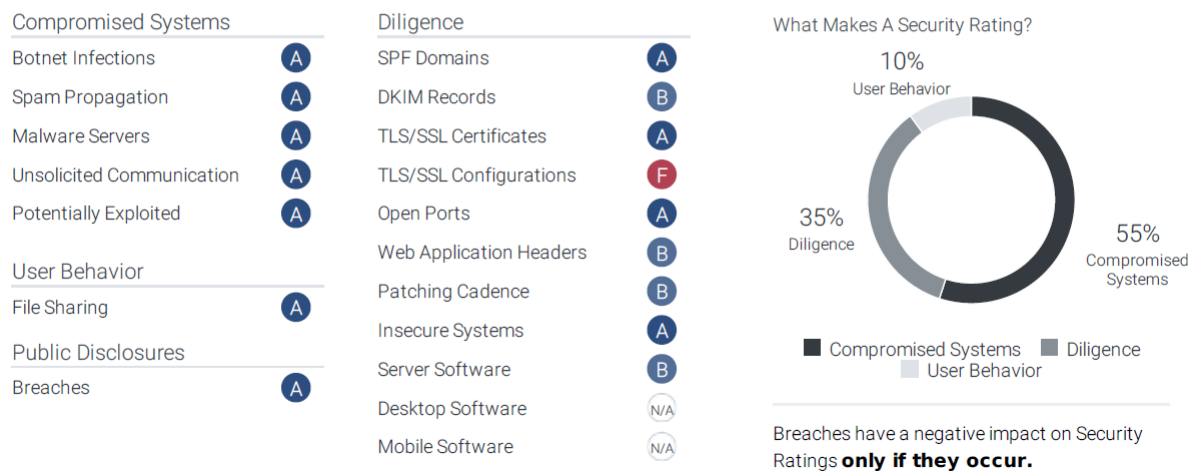 Compromised Systems
Botnet Infections A
Spam Propagation A
Malware Servers A
Unsolicited Communication A
Potentially Exploited A
User Behavior
File Sharing A
Public Disclosures
Breaches A
Diligence
SPF Domains A
DKIM Records B
TLS/SSL Certificates A
TLS/SSL Configurations F
Open Ports A
Web Application Headers B
Patching Cadence B
Insecure Systems A
Server Software B
Desktop Software N/A
Mobile Software N/A
What Makes A Security Rating?
10%
User Behavior
35%
Diligence
55%
Compromised
Systems
Compromised Systems Diligence
User Behavior
Breaches have a negative impact on Security
Ratings only if they occur.